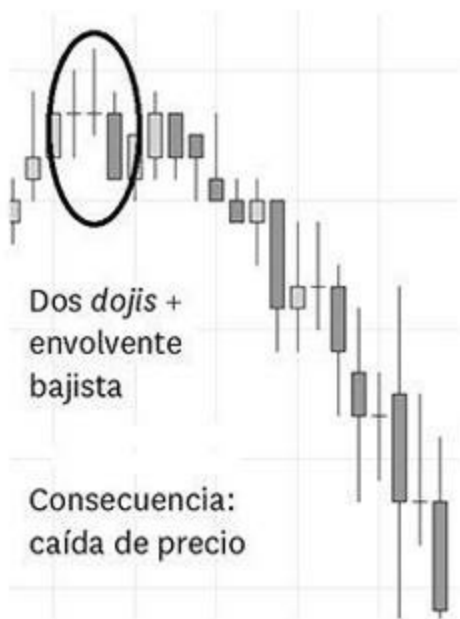 Dos dojis +
envolvente
bajista
Consecuencia:
caída de precio